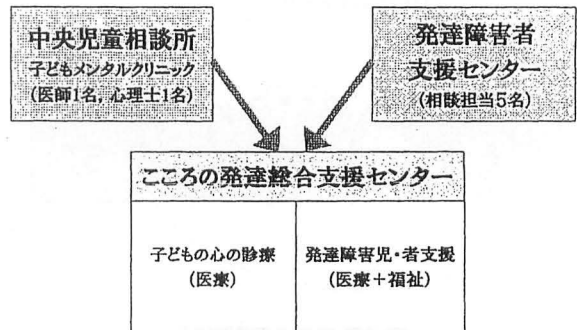 中央児童相談所
子どもメンタルクリニック
(医師1名, 心理士1名)
発達障害者
支援センター
(相談担当5名)
こころの発達総合支援センター
子どもの心の診療
(医療)
発達障害児・者支援
(医療+福祉)